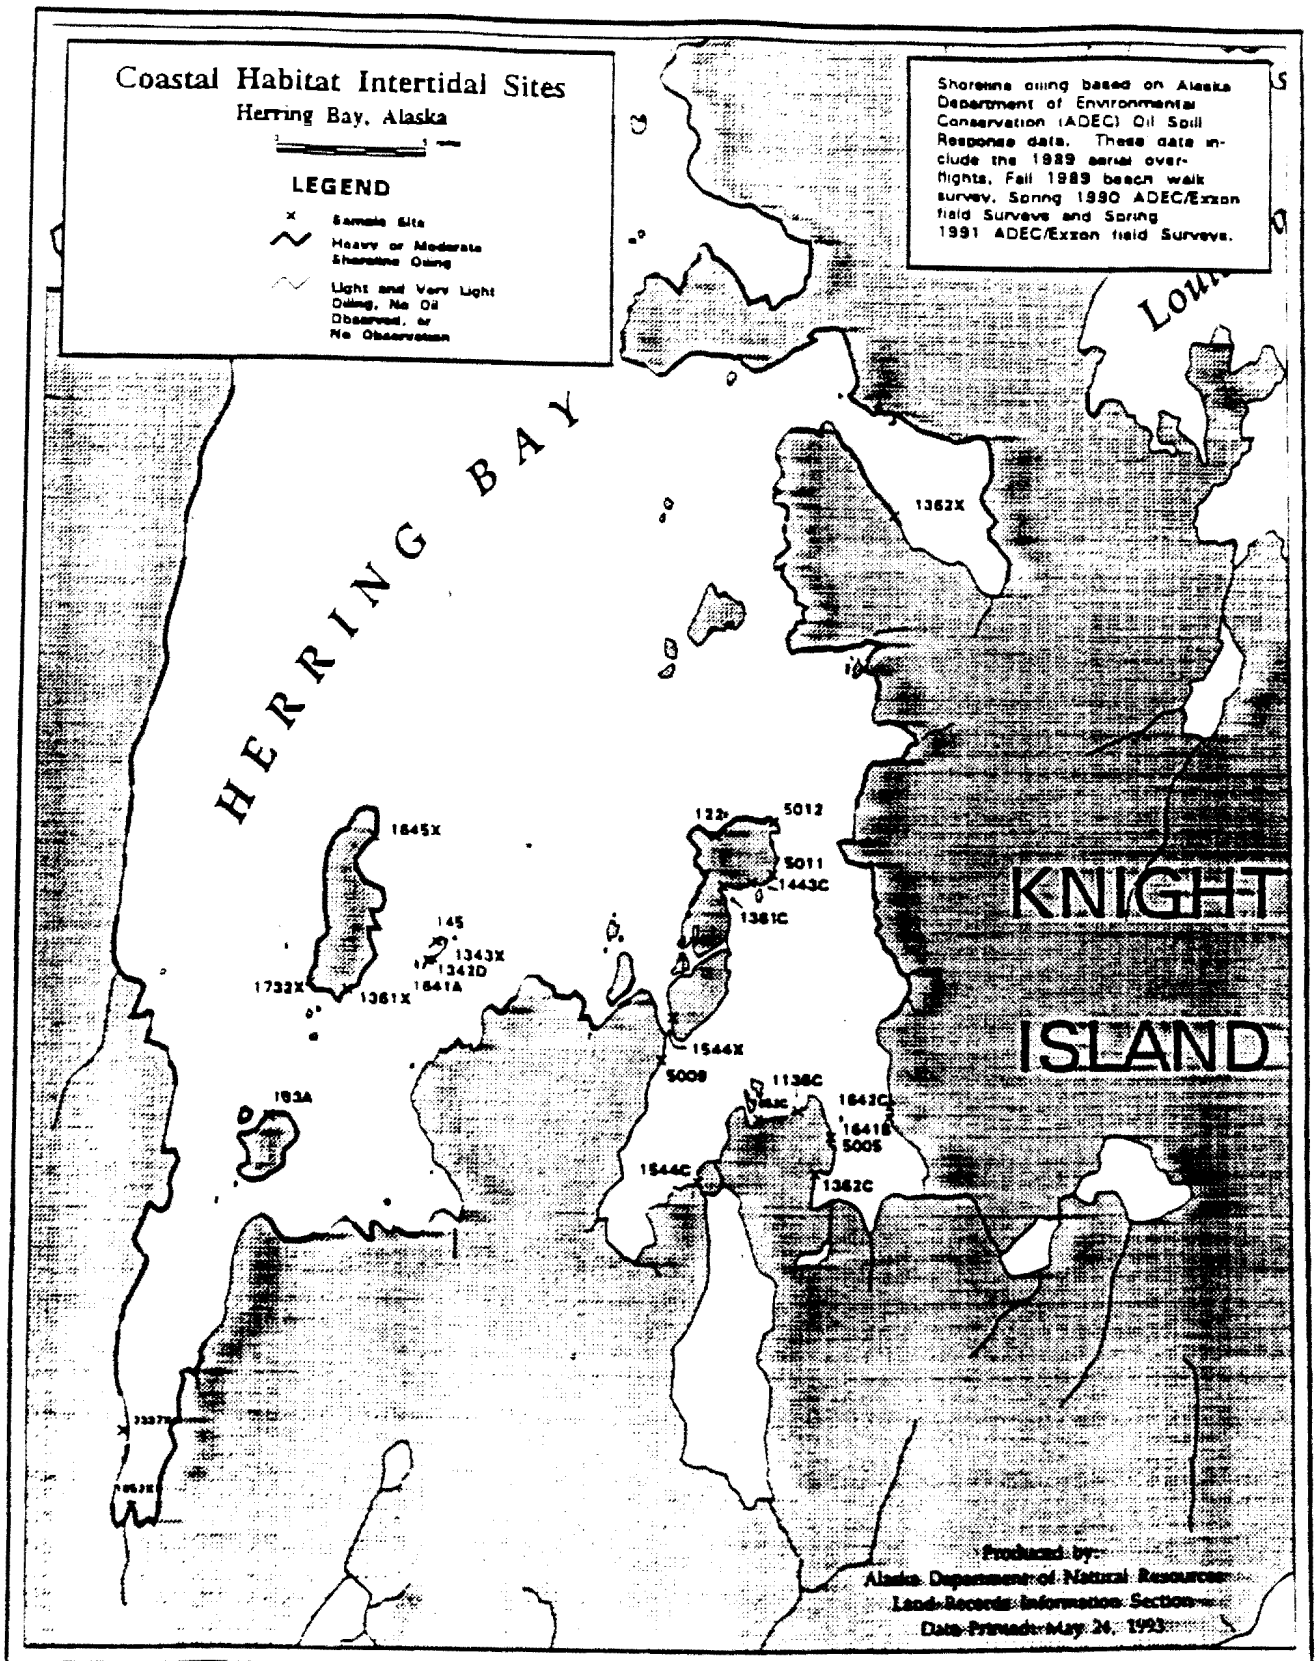 Coastal Habitat Intertidal Sites
Herring Bay, Alaska
LEGEND
Sample Site
Heavy or Moderate
Shoreline Oiling
Light and Very Light
Oiling, No Oil
Observed, or
No Observation
Shoreline oiling based on Alaska
Department of Environmental
Conservation (ADEC) Oil Spill
Response data. These data in-
clude the 1989 aerial over-
flights, Fall 1989 beach walk
survey, Spring 1990 ADEC/Exxon
field Surveys and Spring
1991 ADEC/Exxon field Surveys.
HERRING BAY
1362X
1645X
122
5012
5011
1443C
1361C
145
1343X
1342D
1641A
1732X
1361X
1544X
5009
1136C
1642C
1641B
5005
1544C
1362C
KNIGHT
ISLAND
Produced by:
Alaska Department of Natural Resources
Land Records Information Section
Date Printed: May 24, 1993